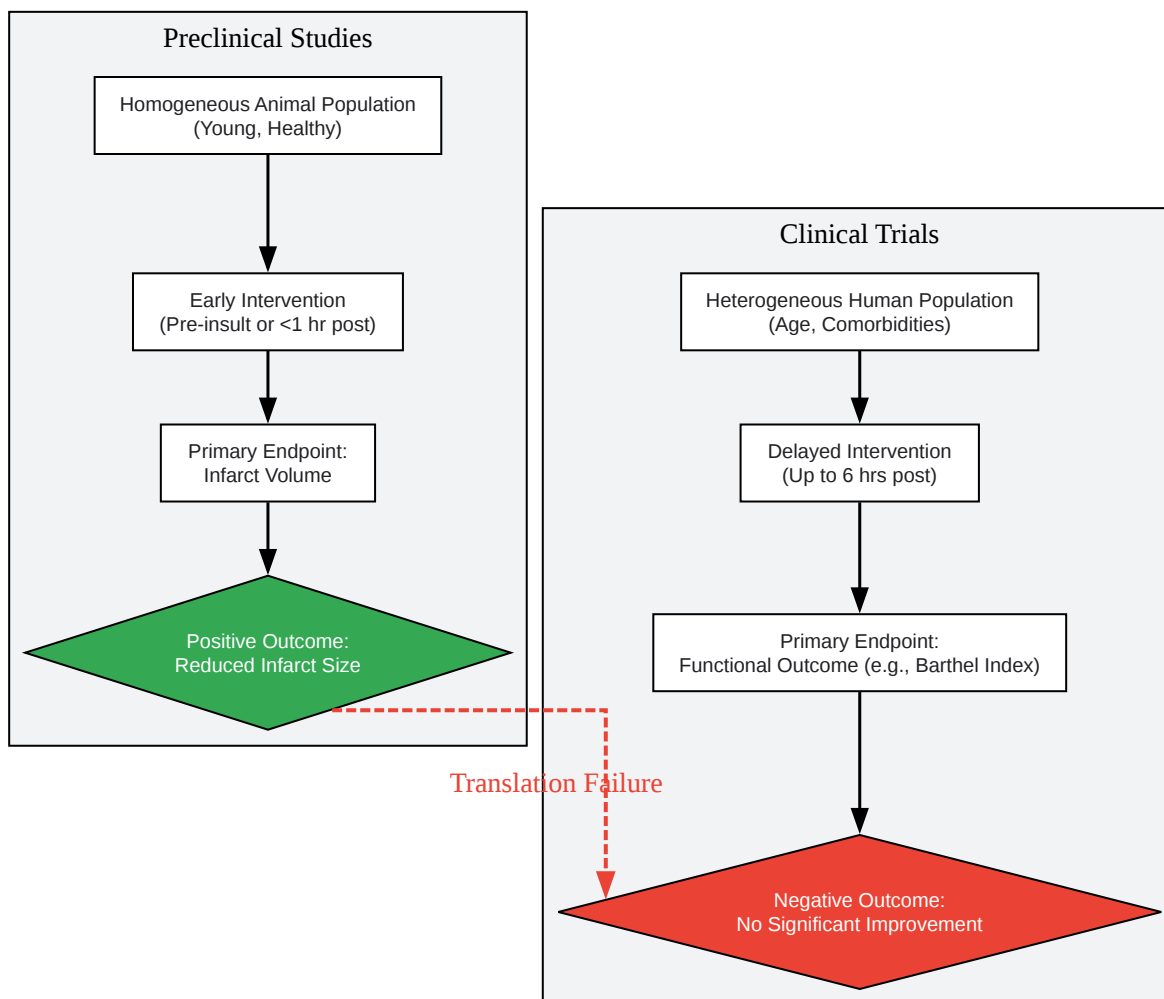 Preclinical Studies
Homogeneous Animal Population
(Young, Healthy)
Early Intervention
(Pre-insult or <1 hr post)
Primary Endpoint:
Infarct Volume
Positive Outcome:
Reduced Infarct Size
Translation Failure
Clinical Trials
Heterogeneous Human Population
(Age, Comorbidities)
Delayed Intervention
(Up to 6 hrs post)
Primary Endpoint:
Functional Outcome (e.g., Barthel Index)
Negative Outcome:
No Significant Improvement